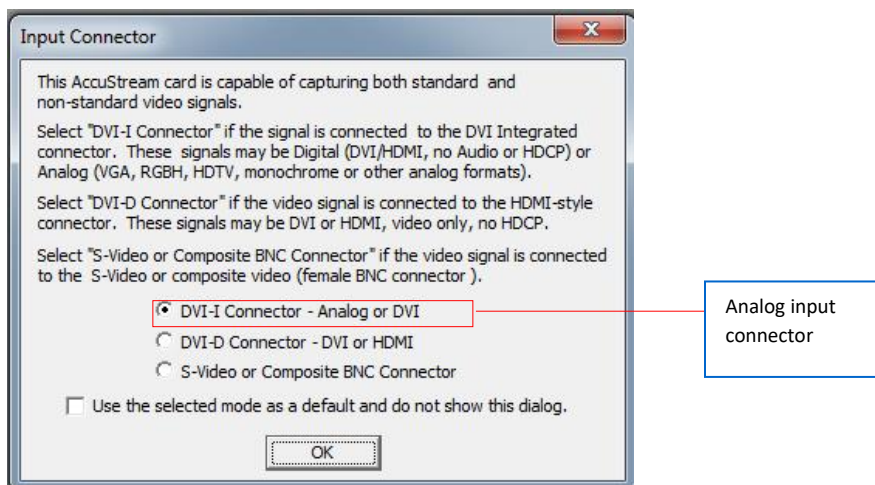 Input Connector
This AccuStream card is capable of capturing both standard and
non-standard video signals.
Select "DVI-I Connector" if the signal is connected to the DVI Integrated
connector. These signals may be Digital (DVI/HDMI, no Audio or HDCP) or
Analog (VGA, RGBH, HDTV, monochrome or other analog formats).
Select "DVI-D Connector" if the video signal is connected to the HDMI-style
connector. These signals may be DVI or HDMI, video only, no HDCP.
Select "S-Video or Composite BNC Connector" if the video signal is connected
to the S-Video or composite video (female BNC connector ).
DVI-I Connector - Analog or DVI
DVI-D Connector - DVI or HDMI
S-Video or Composite BNC Connector
Use the selected mode as a default and do not show this dialog.
OK
Analog input
connector